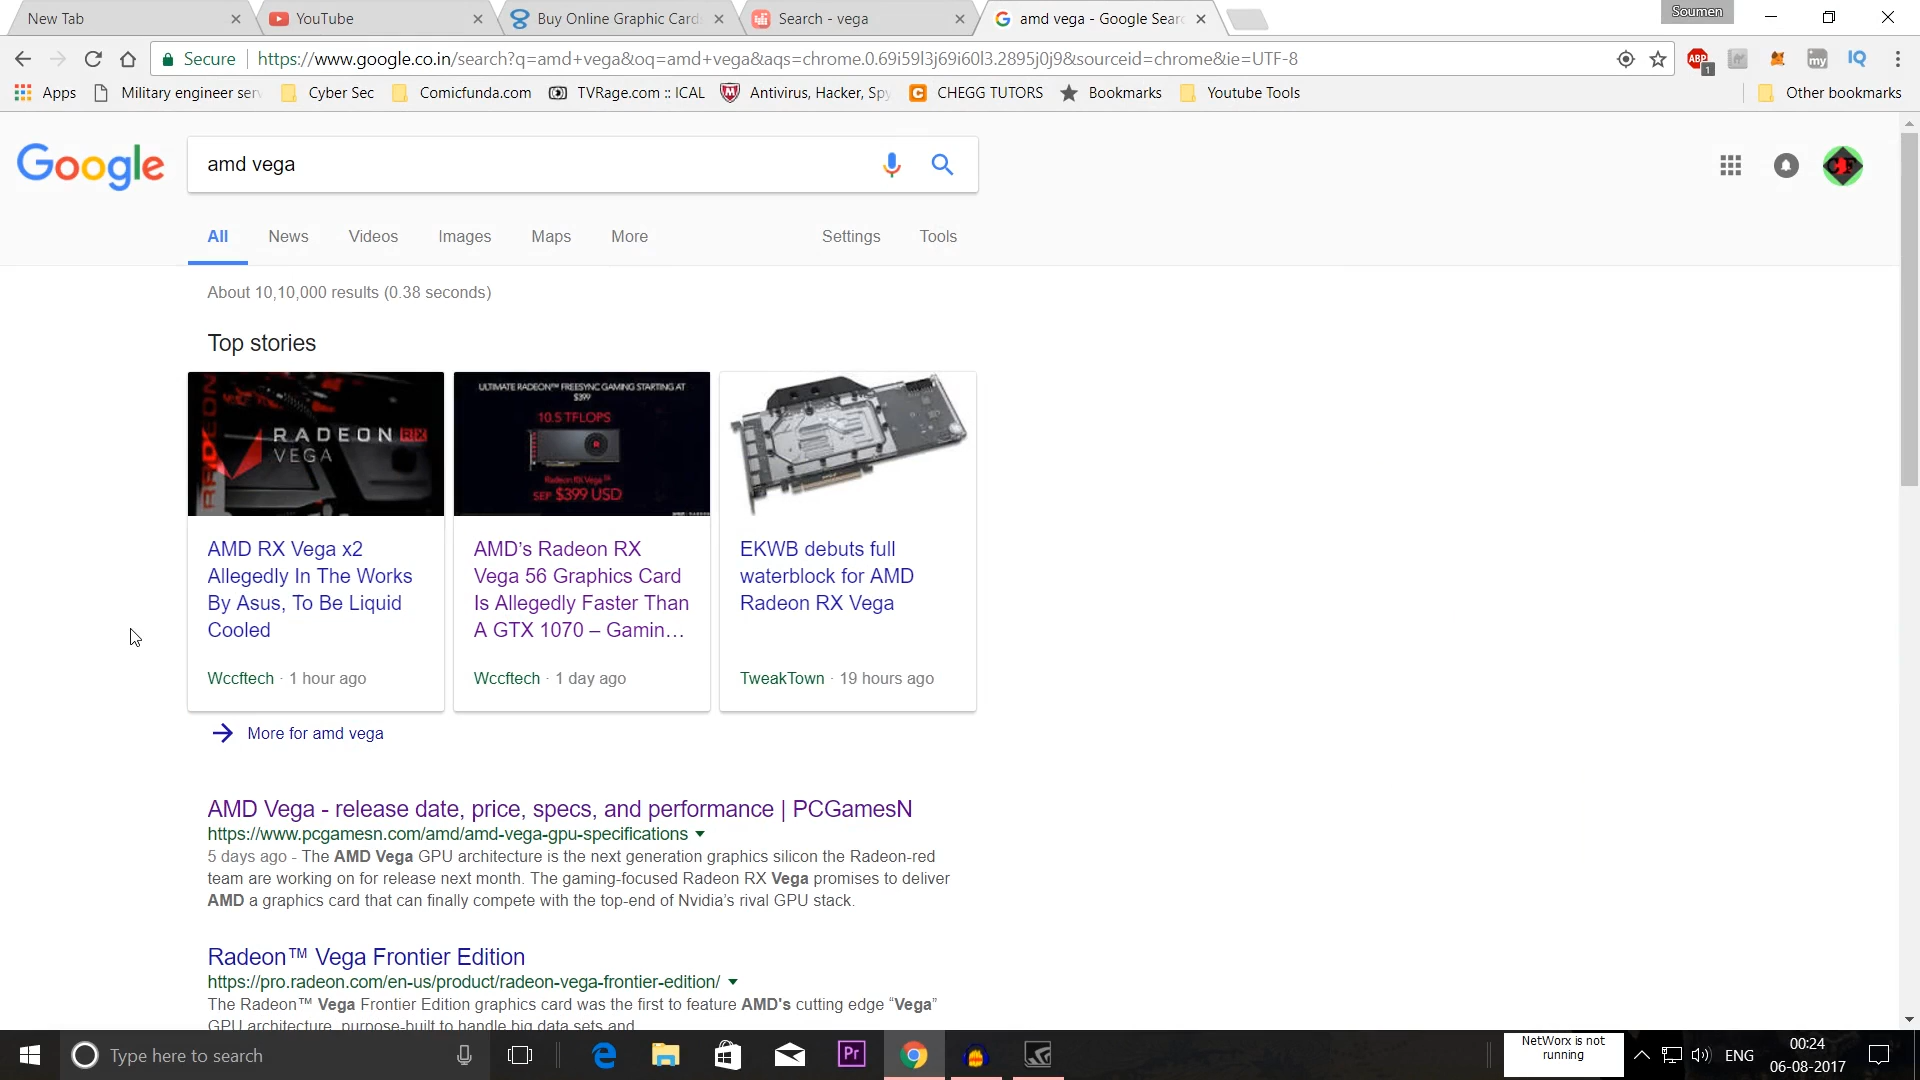 New Tab
YouTube
Buy Online Graphic Card
Search - vega
amd vega - Google Sear
Soumen
Secure
https://www.google.co.in/search?q=amd+vega&oq=amd+vega&aqs=chrome.0.69i59l3j69i60l3.2895j0j9&sourceid=chrome&ie=UTF-8
ABP
1
my
IQ
Apps
Military engineer serv
Cyber Sec
Comicfunda.com
TVRage.com :: ICAL
Antivirus, Hacker, Spy
CHEGG TUTORS
Bookmarks
Youtube Tools
Other bookmarks
Google
amd vega
CF
All
News
Videos
Images
Maps
More
Settings
Tools
About 10,10,000 results (0.38 seconds)
Top stories
RADEON
RADEON RX
VEGA
ULTIMATE RADEON™ FREESYNC GAMING STARTING AT
$399
10.5 TFLOPS
Radeon RX Vega 56
SEP $399 USD
AMD RX Vega x2
Allegedly In The Works
By Asus, To Be Liquid
Cooled
Wccftech · 1 hour ago
AMD's Radeon RX
Vega 56 Graphics Card
Is Allegedly Faster Than
A GTX 1070 – Gamin...
Wccftech · 1 day ago
EKWB debuts full
waterblock for AMD
Radeon RX Vega
TweakTown · 19 hours ago
More for amd vega
AMD Vega - release date, price, specs, and performance | PCGamesN
https://www.pcgamesn.com/amd/amd-vega-gpu-specifications
5 days ago - The AMD Vega GPU architecture is the next generation graphics silicon the Radeon-red
team are working on for release next month. The gaming-focused Radeon RX Vega promises to deliver
AMD a graphics card that can finally compete with the top-end of Nvidia's rival GPU stack.
Radeon™ Vega Frontier Edition
https://pro.radeon.com/en-us/product/radeon-vega-frontier-edition/
The Radeon™ Vega Frontier Edition graphics card was the first to feature AMD's cutting edge “Vega”
GPU architecture, purpose-built to handle big data sets and
Type here to search
Pr
NetWorx is not
running
ENG
00:24
06-08-2017